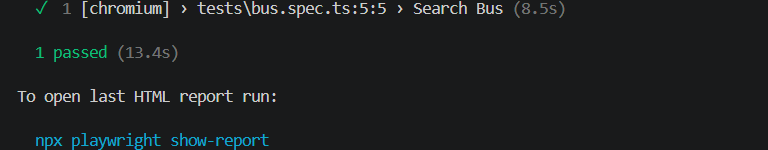 ✓ 1 [chromium] › tests\bus.spec.ts:5:5 › Search Bus (8.5s)
1 passed (13.4s)
To open last HTML report run:
npx playwright show-report